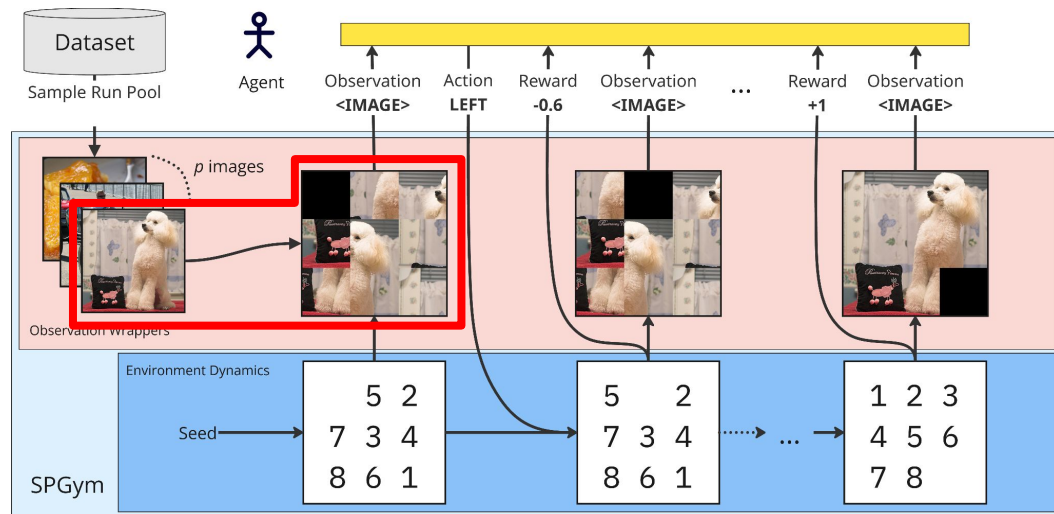 Dataset
Sample Run Pool
Agent
Observation
<IMAGE>
Action
LEFT
Reward
-0.6
Observation
<IMAGE>
...
Reward
+1
Observation
<IMAGE>
p images
Observation Wrappers
Environment Dynamics
Seed
5 2
7 3 4
8 6 1
5 2
7 3 4
8 6 1
...
1 2 3
4 5 6
7 8
SPGym